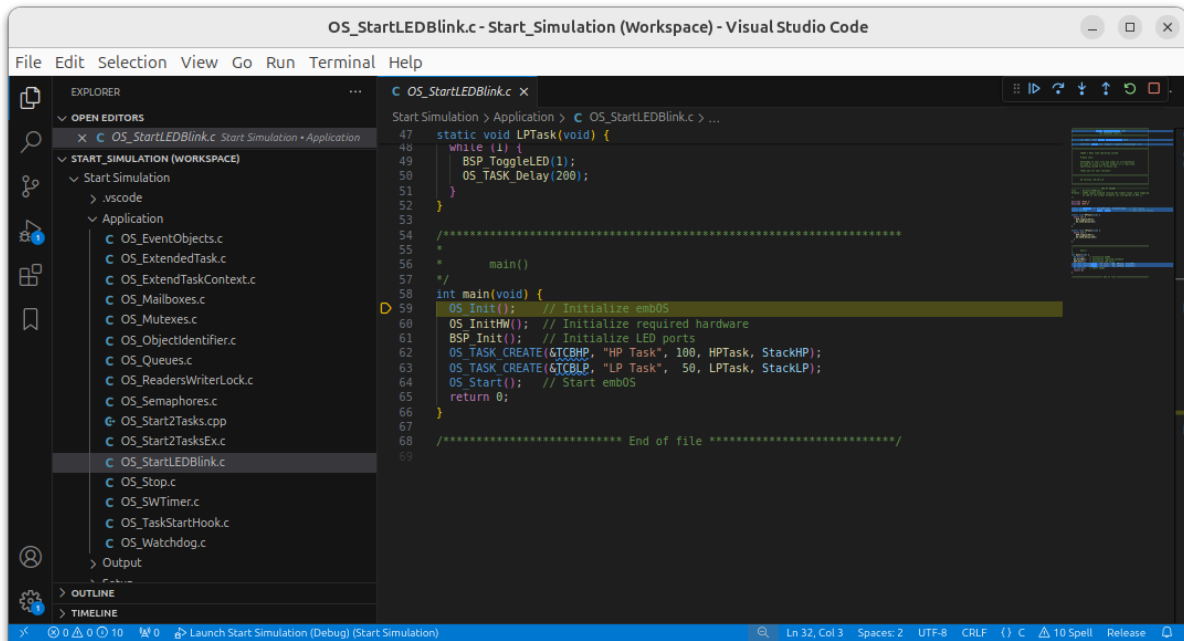 OS_StartLEDBlink.c - Start_Simulation (Workspace) - Visual Studio Code
File Edit Selection View Go Run Terminal Help
EXPLORER
OPEN EDITORS
OS_StartLEDBlink.c Start Simulation • Application
START_SIMULATION (WORKSPACE)
Start Simulation
.vscode
Application
C OS_EventObjects.c
C OS_ExtendedTask.c
C OS_ExtendTaskContext.c
C OS_Mailboxes.c
C OS_Mutexes.c
C OS_ObjectIdentifier.c
C OS_Queues.c
C OS_ReadersWriterLock.c
C OS_Semaphores.c
OS_Start2Tasks.cpp
C OS_Start2TasksEx.c
C OS_StartLEDBlink.c
C OS_Stop.c
C OS_SWTimer.c
C OS_TaskStartHook.c
C OS_Watchdog.c
Output
OUTLINE
TIMELINE
C OS_StartLEDBlink.c
Start Simulation > Application > C OS_StartLEDBlink.c > ...
47 static void LPTask(void) {
48 while (1) {
49 BSP_ToggleLED(1);
50 OS_TASK_Delay(200);
51 }
52 }
53
54 /*********************************************************************
55 *
56 * main()
57 */
58 int main(void) {
59 OS_Init(); // Initialize embOS
60 OS_InitHW(); // Initialize required hardware
61 BSP_Init(); // Initialize LED ports
62 OS_TASK_CREATE(&TCBHP, "HP Task", 100, HPTask, StackHP);
63 OS_TASK_CREATE(&TCBLP, "LP Task", 50, LPTask, StackLP);
64 OS_Start(); // Start embOS
65 return 0;
66 }
67
68 /*************************** End of file ****************************/
69
0 0 10 0 Launch Start Simulation (Debug) (Start Simulation) Ln 32, Col 3 Spaces: 2 UTF-8 CRLF {} C 10 Spell Release